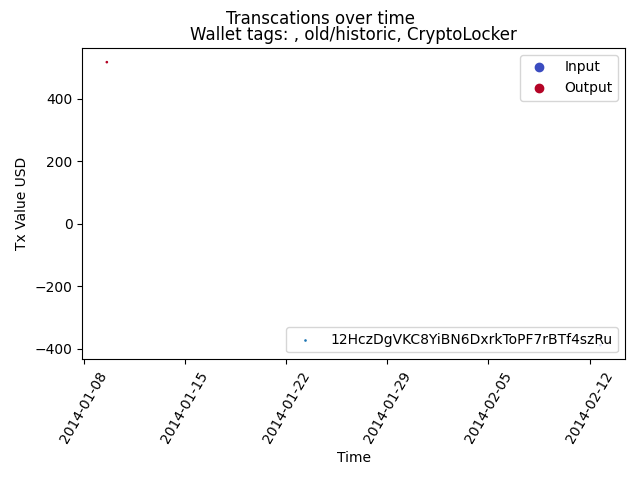 Transcations over time
Wallet tags: , old/historic, CryptoLocker
Input
Output
Tx Value USD
400
200
0
−200
−400
12HczDgVKC8YiBN6DxrkToPF7rBTf4szRu
2014-01-08
2014-01-15
2014-01-22
2014-01-29
2014-02-05
2014-02-12
Time